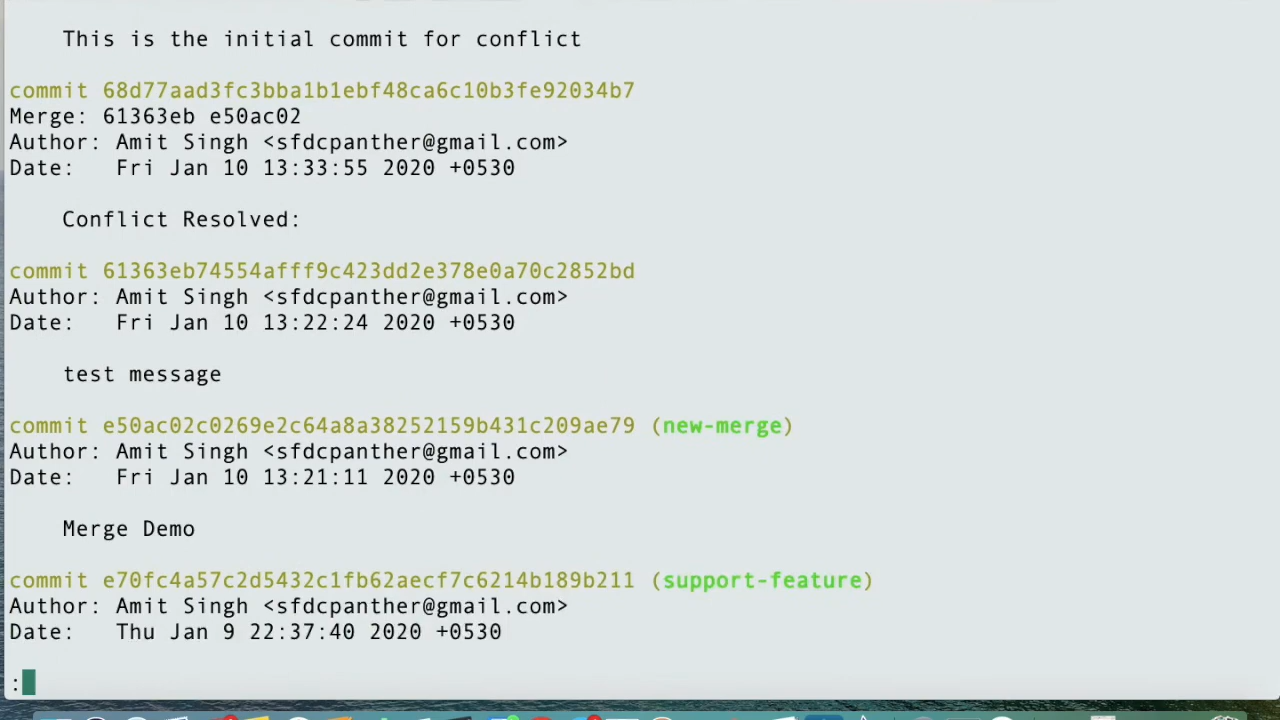 This is the initial commit for conflict
commit 68d77aad3fc3bba1b1ebf48ca6c10b3fe92034b7
Merge: 61363eb e50ac02
Author: Amit Singh <sfdcpanther@gmail.com>
Date:   Fri Jan 10 13:33:55 2020 +0530
Conflict Resolved:
commit 61363eb74554afff9c423dd2e378e0a70c2852bd
Author: Amit Singh <sfdcpanther@gmail.com>
Date:   Fri Jan 10 13:22:24 2020 +0530
test message
commit e50ac02c0269e2c64a8a38252159b431c209ae79 (new-merge)
Author: Amit Singh <sfdcpanther@gmail.com>
Date:   Fri Jan 10 13:21:11 2020 +0530
Merge Demo
commit e70fc4a57c2d5432c1fb62aecf7c6214b189b211 (support-feature)
Author: Amit Singh <sfdcpanther@gmail.com>
Date:   Thu Jan 9 22:37:40 2020 +0530
: